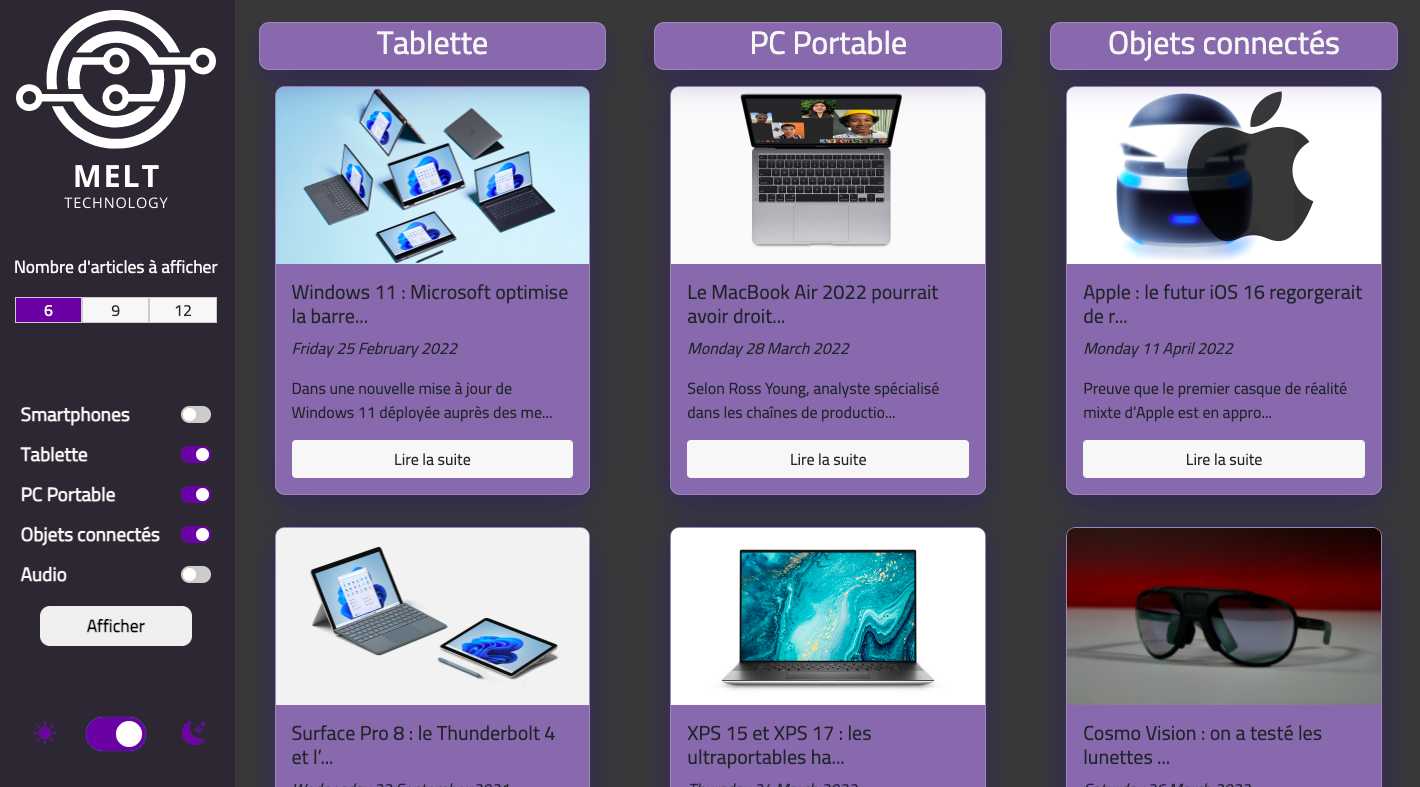 MELT
TECHNOLOGY
Nombre d'articles à afficher
6
9
12
Smartphones
Tablette
PC Portable
Objets connectés
Audio
Afficher
Tablette
Windows 11 : Microsoft optimise
la barre...
Friday 25 February 2022
Dans une nouvelle mise à jour de
Windows 11 déployée auprès des me...
Lire la suite
Surface Pro 8 : le Thunderbolt 4
et l’...
PC Portable
Le MacBook Air 2022 pourrait
avoir droit...
Monday 28 March 2022
Selon Ross Young, analyste spécialisé
dans les chaînes de productio...
Lire la suite
XPS 15 et XPS 17 : les
ultraportables ha...
Objets connectés
Apple : le futur iOS 16 regorgerait
de r...
Monday 11 April 2022
Preuve que le premier casque de réalité
mixte d’Apple est en appro...
Lire la suite
Cosmo Vision : on a testé les
lunettes ...